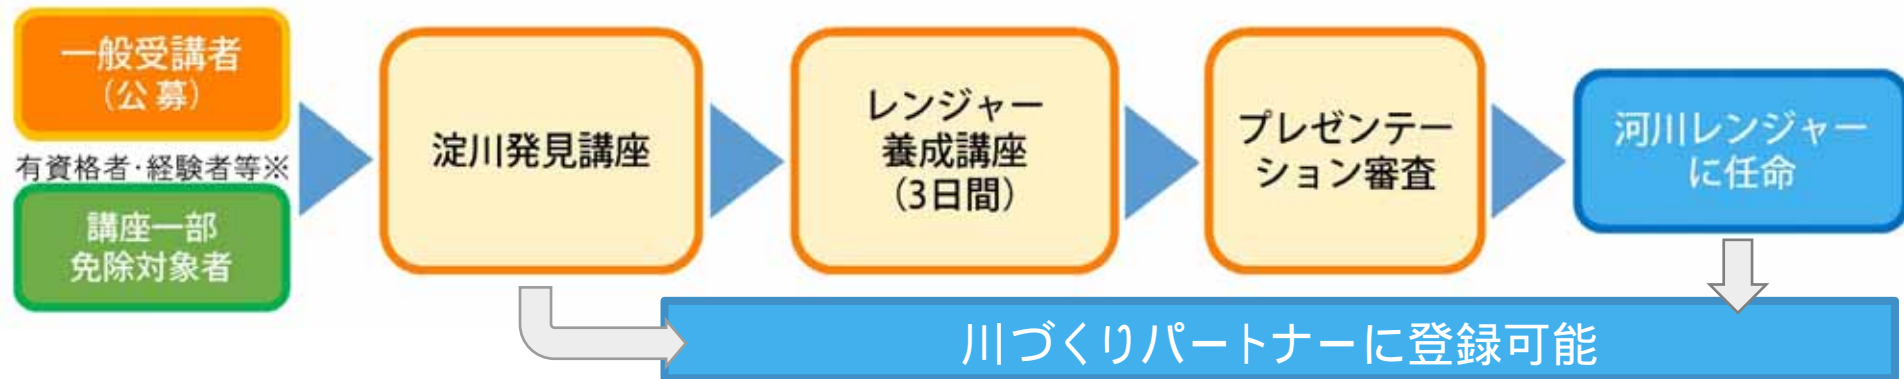 一般受講者
(公 募)
有資格者・経験者等※
講座一部
免除対象者
淀川発見講座
レンジャー
養成講座
(3日間)
プレゼンテー
ション審査
河川レンジャー
に任命
川づくりパートナーに登録可能